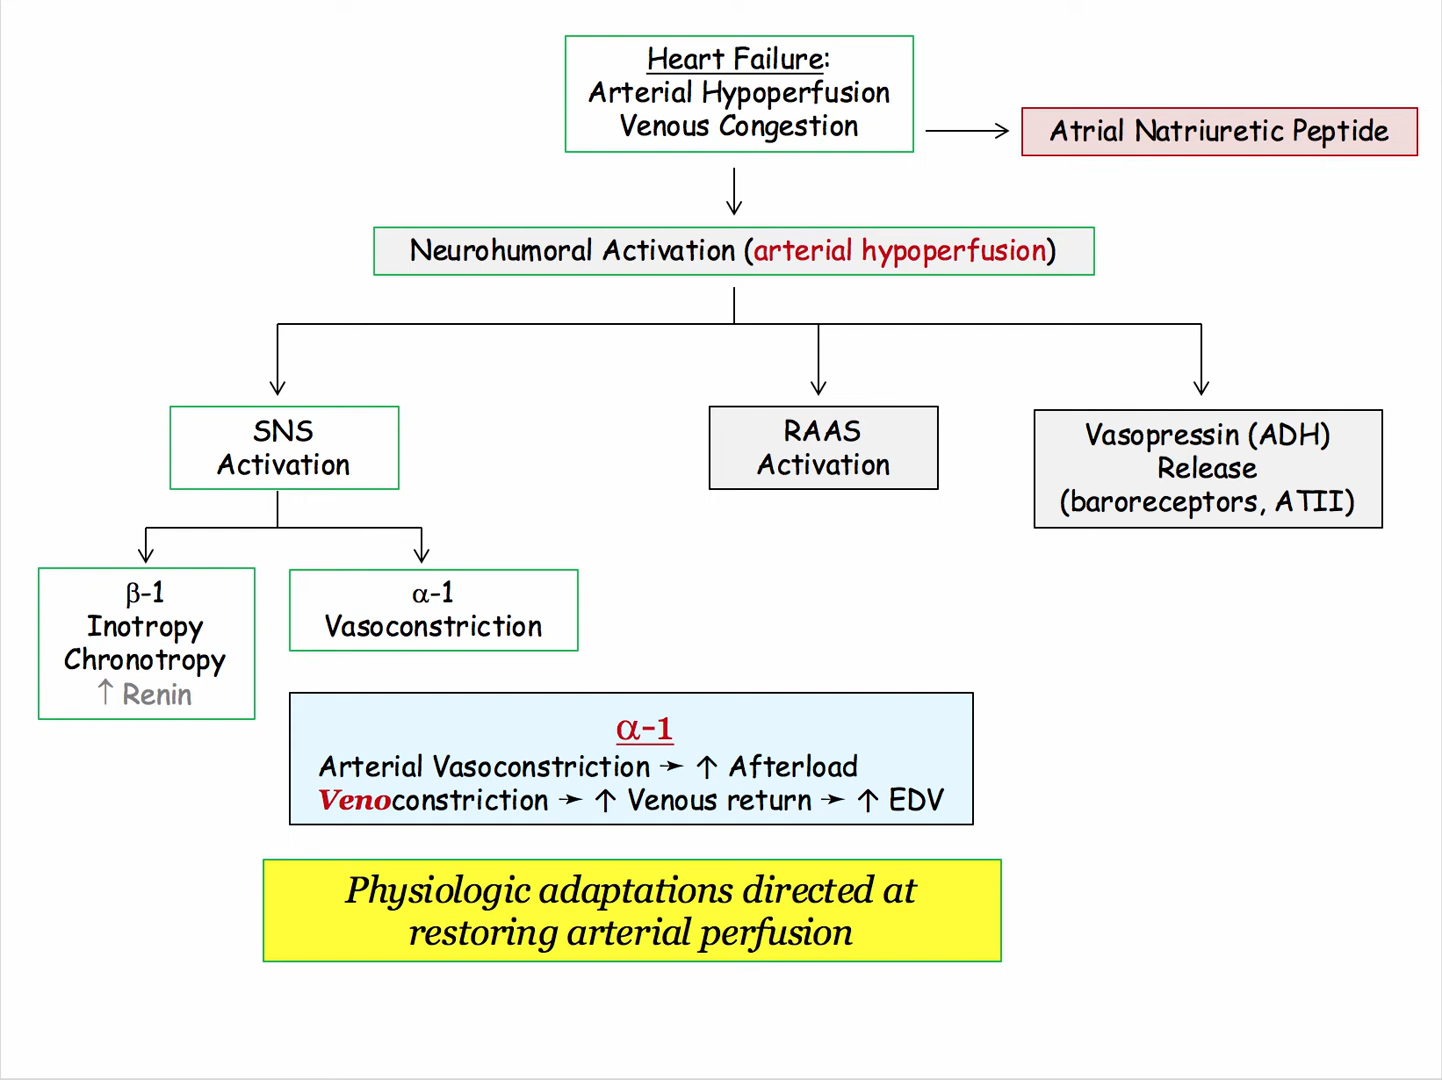 Heart Failure:
Arterial Hypoperfusion
Venous Congestion
Atrial Natriuretic Peptide
Neurohumoral Activation (arterial hypoperfusion)
SNS
Activation
RAAS
Activation
Vasopressin (ADH)
Release
(baroreceptors, ATII)
β-1
Inotropy
Chronotropy
↑ Renin
α-1
Vasoconstriction
α-1
Arterial Vasoconstriction ➛ ↑ Afterload
Venoconstriction ➛ ↑ Venous return ➛ ↑ EDV
Physiologic adaptations directed at
restoring arterial perfusion